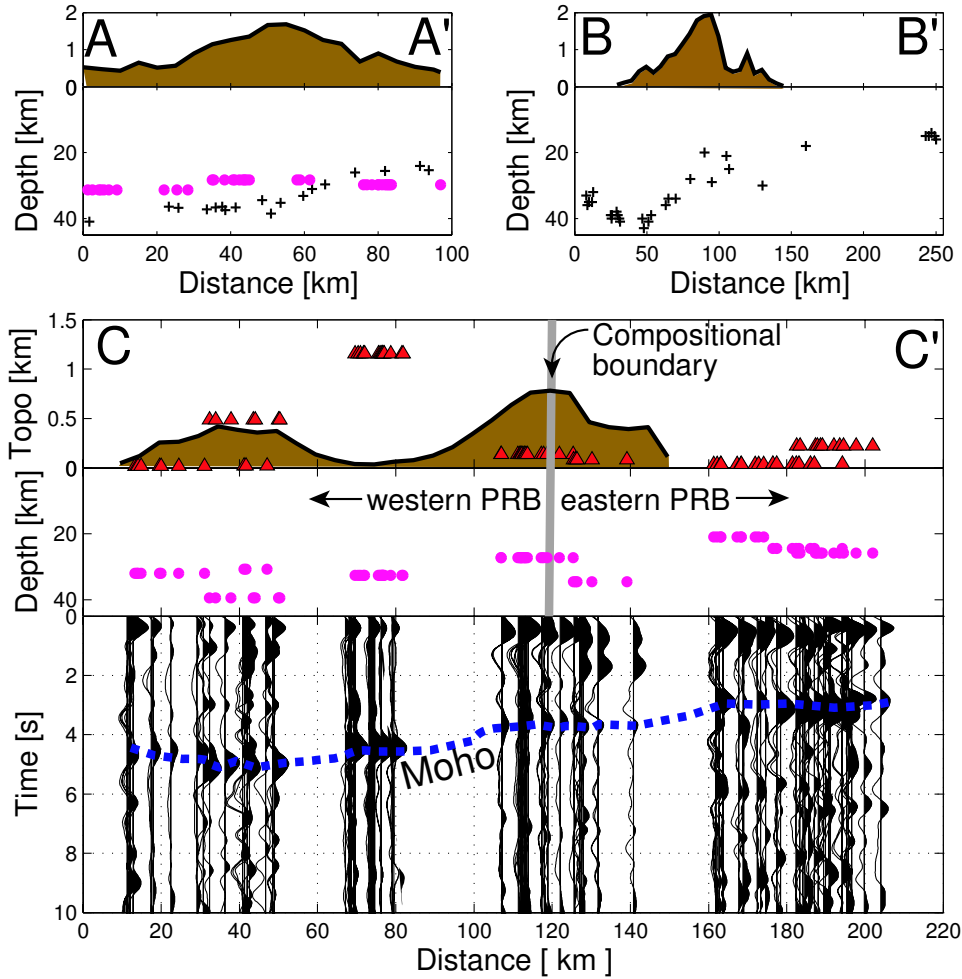 A
A'
2
1
0
Depth [km]
20
40
0
20
40
60
80
100
Distance [km]
B
B'
2
1
0
Depth [km]
20
40
0
50
100
150
200
250
Distance [km]
C
C'
Compositional
boundary
Topo [km]
1.5
1
0.5
0
western PRB
eastern PRB
Depth [km]
20
40
Time [s]
0
2
4
6
8
10
Moho
0
20
40
60
80
100
120
140
160
180
200
220
Distance [ km ]